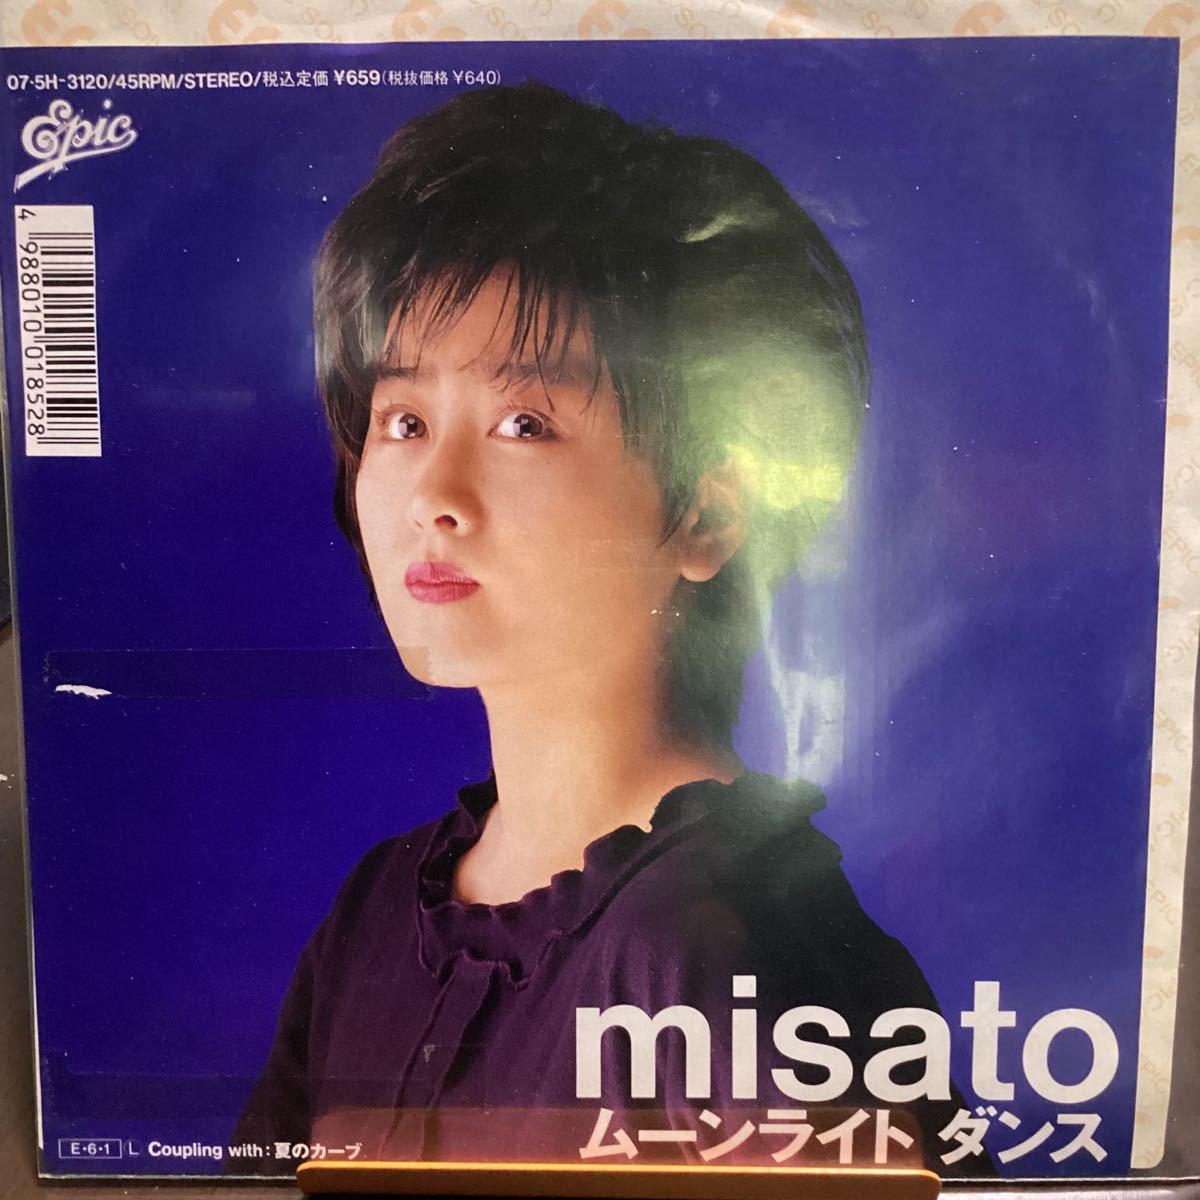 07·5H-3120/45RPM/STEREO/税込定価 ¥659(税抜価格 ¥640)
Epic
4 988010 018528
misato
ムーンライト ダンス
E·6·1 L Coupling with: 夏のカーブ